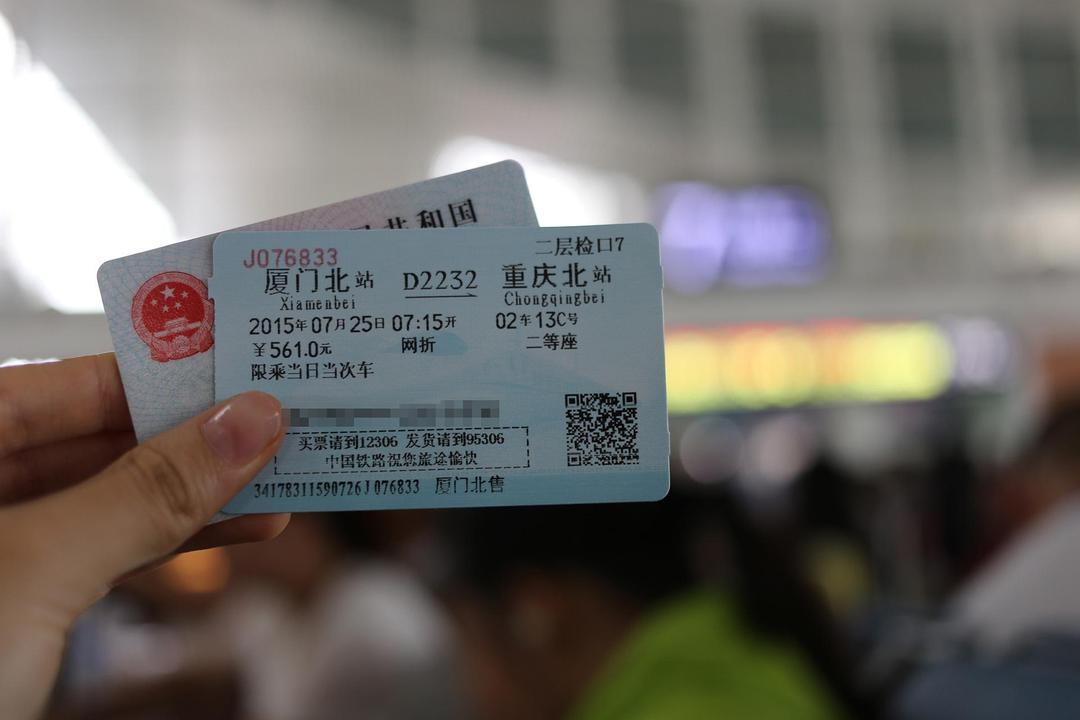 共和国
J076833 二层检口7
厦门北站 D2232 重庆北站
Xiamenbei Chongqingbei
2015年07月25日07:15开 02车13C号
￥561.0元 网折 二等座
限乘当日当次车
买票请到12306 发货请到95306
中国铁路祝您旅途愉快
34178311590726J076833 厦门北售